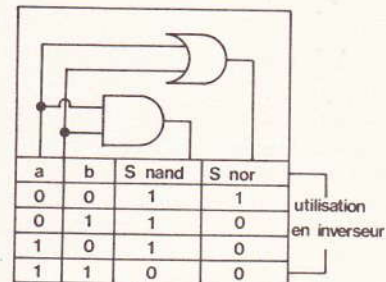 a b S nand S nor
0 0 1 1
0 1 1 0
1 0 1 0
1 1 0 0
utilisation
en inverseur